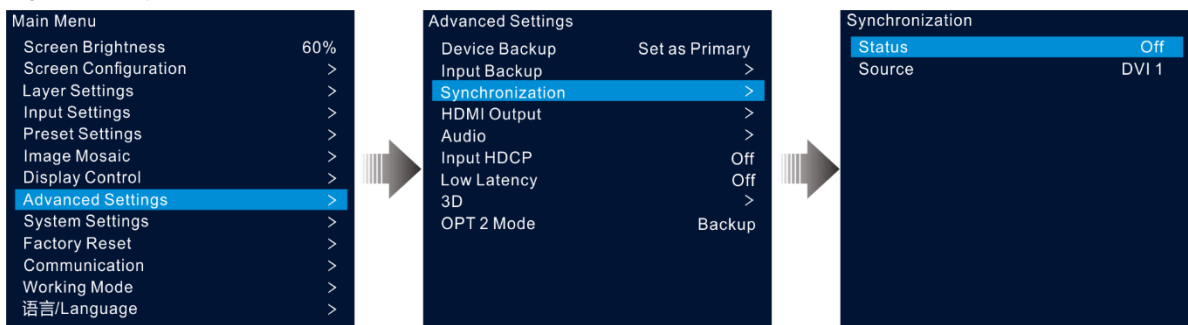 Main Menu
Screen Brightness 60%
Screen Configuration >
Layer Settings >
Input Settings >
Preset Settings >
Image Mosaic >
Display Control >
Advanced Settings >
System Settings >
Factory Reset >
Communication >
Working Mode >
语言/Language >
Advanced Settings
Device Backup Set as Primary
Input Backup >
Synchronization >
HDMI Output >
Audio >
Input HDCP Off
Low Latency Off
3D >
OPT 2 Mode Backup
Synchronization
Status Off
Source DVI 1